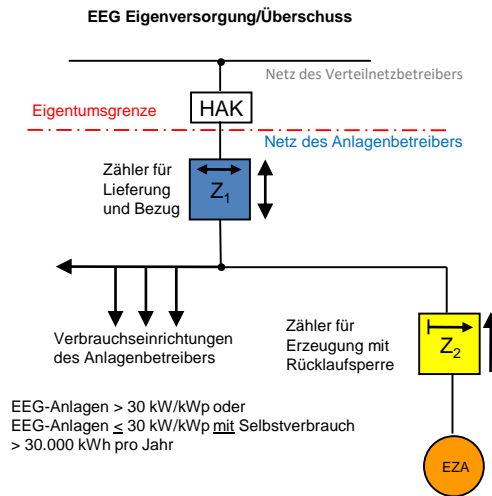 EEG Eigenversorgung/Überschuss
Netz des Verteilnetzbetreibers
HAK
Eigentumsgrenze
Netz des Anlagenbetreibers
Zähler für
Lieferung
und Bezug
Z1
Verbrauchseinrichtungen
des Anlagenbetreibers
Zähler für
Erzeugung mit
Rücklaufsperre
Z2
EEG-Anlagen > 30 kW/kWp oder
EEG-Anlagen ≤ 30 kW/kWp mit Selbstverbrauch
> 30.000 kWh pro Jahr
EZA